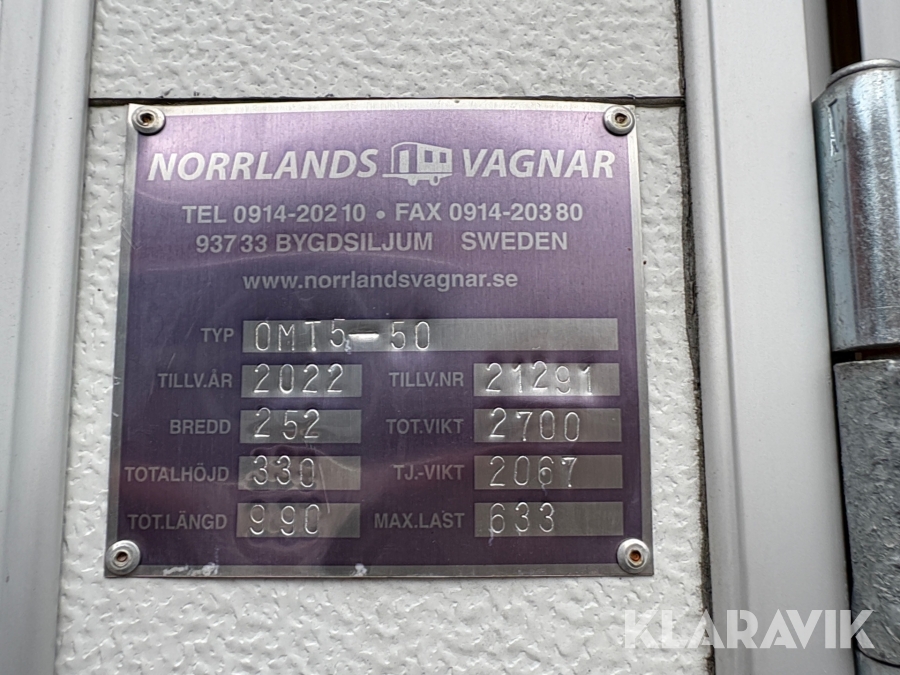 NORRLANDS VAGNAR
TEL 0914-202 10 • FAX 0914-203 80
937 33 BYGDSILJUM SWEDEN
www.norrlandsvagnar.se
TYP OMT5-50
TILLV.ÅR 2022 TILLV.NR 21291
BREDD 252 TOT.VIKT 2700
TOTALHÖJD 330 TJ.-VIKT 2067
TOT.LÄNGD 990 MAX.LAST 633
KLARAVIK